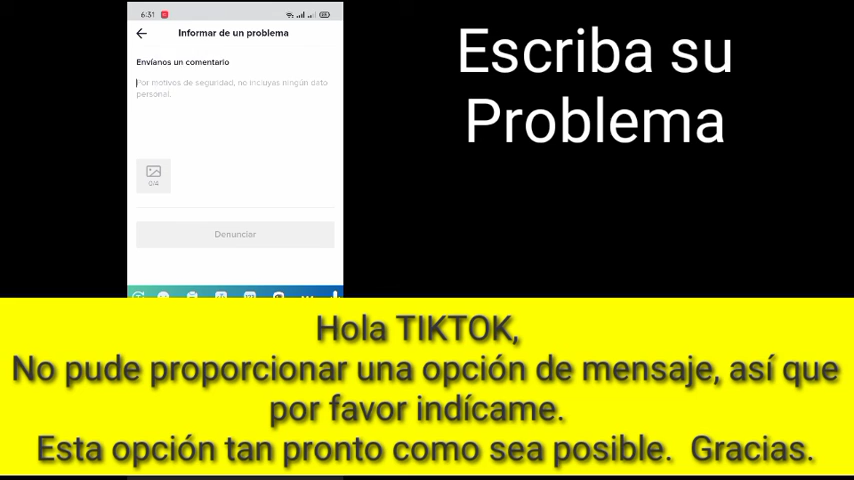 6:31
Informar de un problema
Envíanos un comentario
Por motivos de seguridad, no incluyas ningún dato
personal.
0/4
Denunciar
Escriba su
Problema
Hola TIKTOK,
No pude proporcionar una opción de mensaje, así que
por favor indícame.
Esta opción tan pronto como sea posible. Gracias.